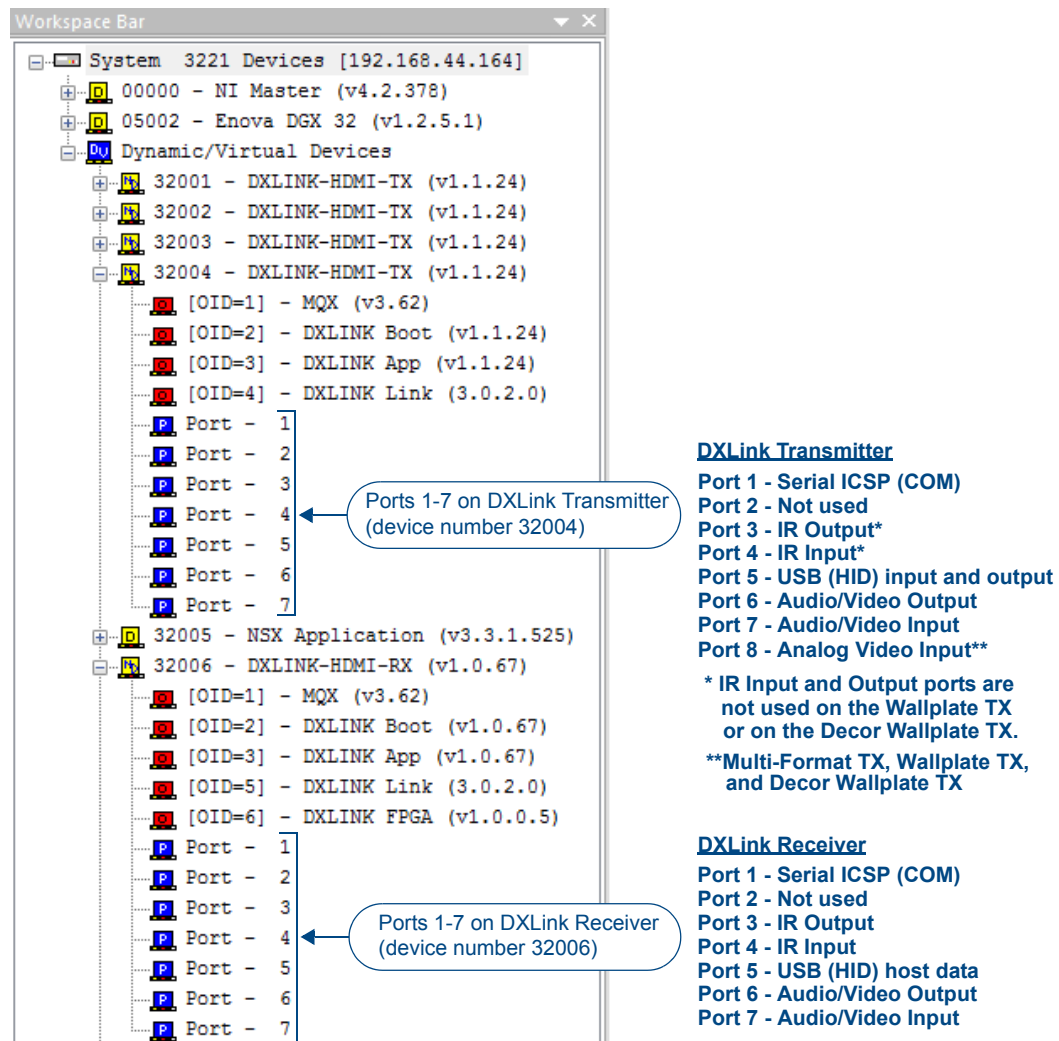 Workspace Bar
System 3221 Devices [192.168.44.164]
00000 - NI Master (v4.2.378)
05002 - Enova DGX 32 (v1.2.5.1)
Dynamic/Virtual Devices
32001 - DXLINK-HDMI-TX (v1.1.24)
32002 - DXLINK-HDMI-TX (v1.1.24)
32003 - DXLINK-HDMI-TX (v1.1.24)
32004 - DXLINK-HDMI-TX (v1.1.24)
[OID=1] - MQX (v3.62)
[OID=2] - DXLINK Boot (v1.1.24)
[OID=3] - DXLINK App (v1.1.24)
[OID=4] - DXLINK Link (3.0.2.0)
Port - 1
Port - 2
Port - 3
Port - 4
Port - 5
Port - 6
Port - 7
Ports 1-7 on DXLink Transmitter
(device number 32004)
DXLink Transmitter
Port 1 - Serial ICSP (COM)
Port 2 - Not used
Port 3 - IR Output*
Port 4 - IR Input*
Port 5 - USB (HID) input and output
Port 6 - Audio/Video Output
Port 7 - Audio/Video Input
Port 8 - Analog Video Input**
* IR Input and Output ports are
not used on the Wallplate TX
or on the Decor Wallplate TX.
**Multi-Format TX, Wallplate TX,
and Decor Wallplate TX
32005 - NSX Application (v3.3.1.525)
32006 - DXLINK-HDMI-RX (v1.0.67)
[OID=1] - MQX (v3.62)
[OID=2] - DXLINK Boot (v1.0.67)
[OID=3] - DXLINK App (v1.0.67)
[OID=5] - DXLINK Link (3.0.2.0)
[OID=6] - DXLINK FPGA (v1.0.0.5)
Port - 1
Port - 2
Port - 3
Port - 4
Port - 5
Port - 6
Port - 7
Ports 1-7 on DXLink Receiver
(device number 32006)
DXLink Receiver
Port 1 - Serial ICSP (COM)
Port 2 - Not used
Port 3 - IR Output
Port 4 - IR Input
Port 5 - USB (HID) host data
Port 6 - Audio/Video Output
Port 7 - Audio/Video Input